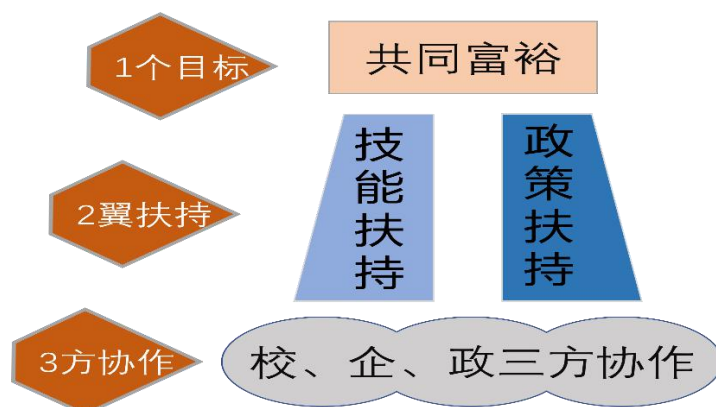 1个目标
共同富裕
2翼扶持
技能扶持
政策扶持
3方协作
校、企、政三方协作